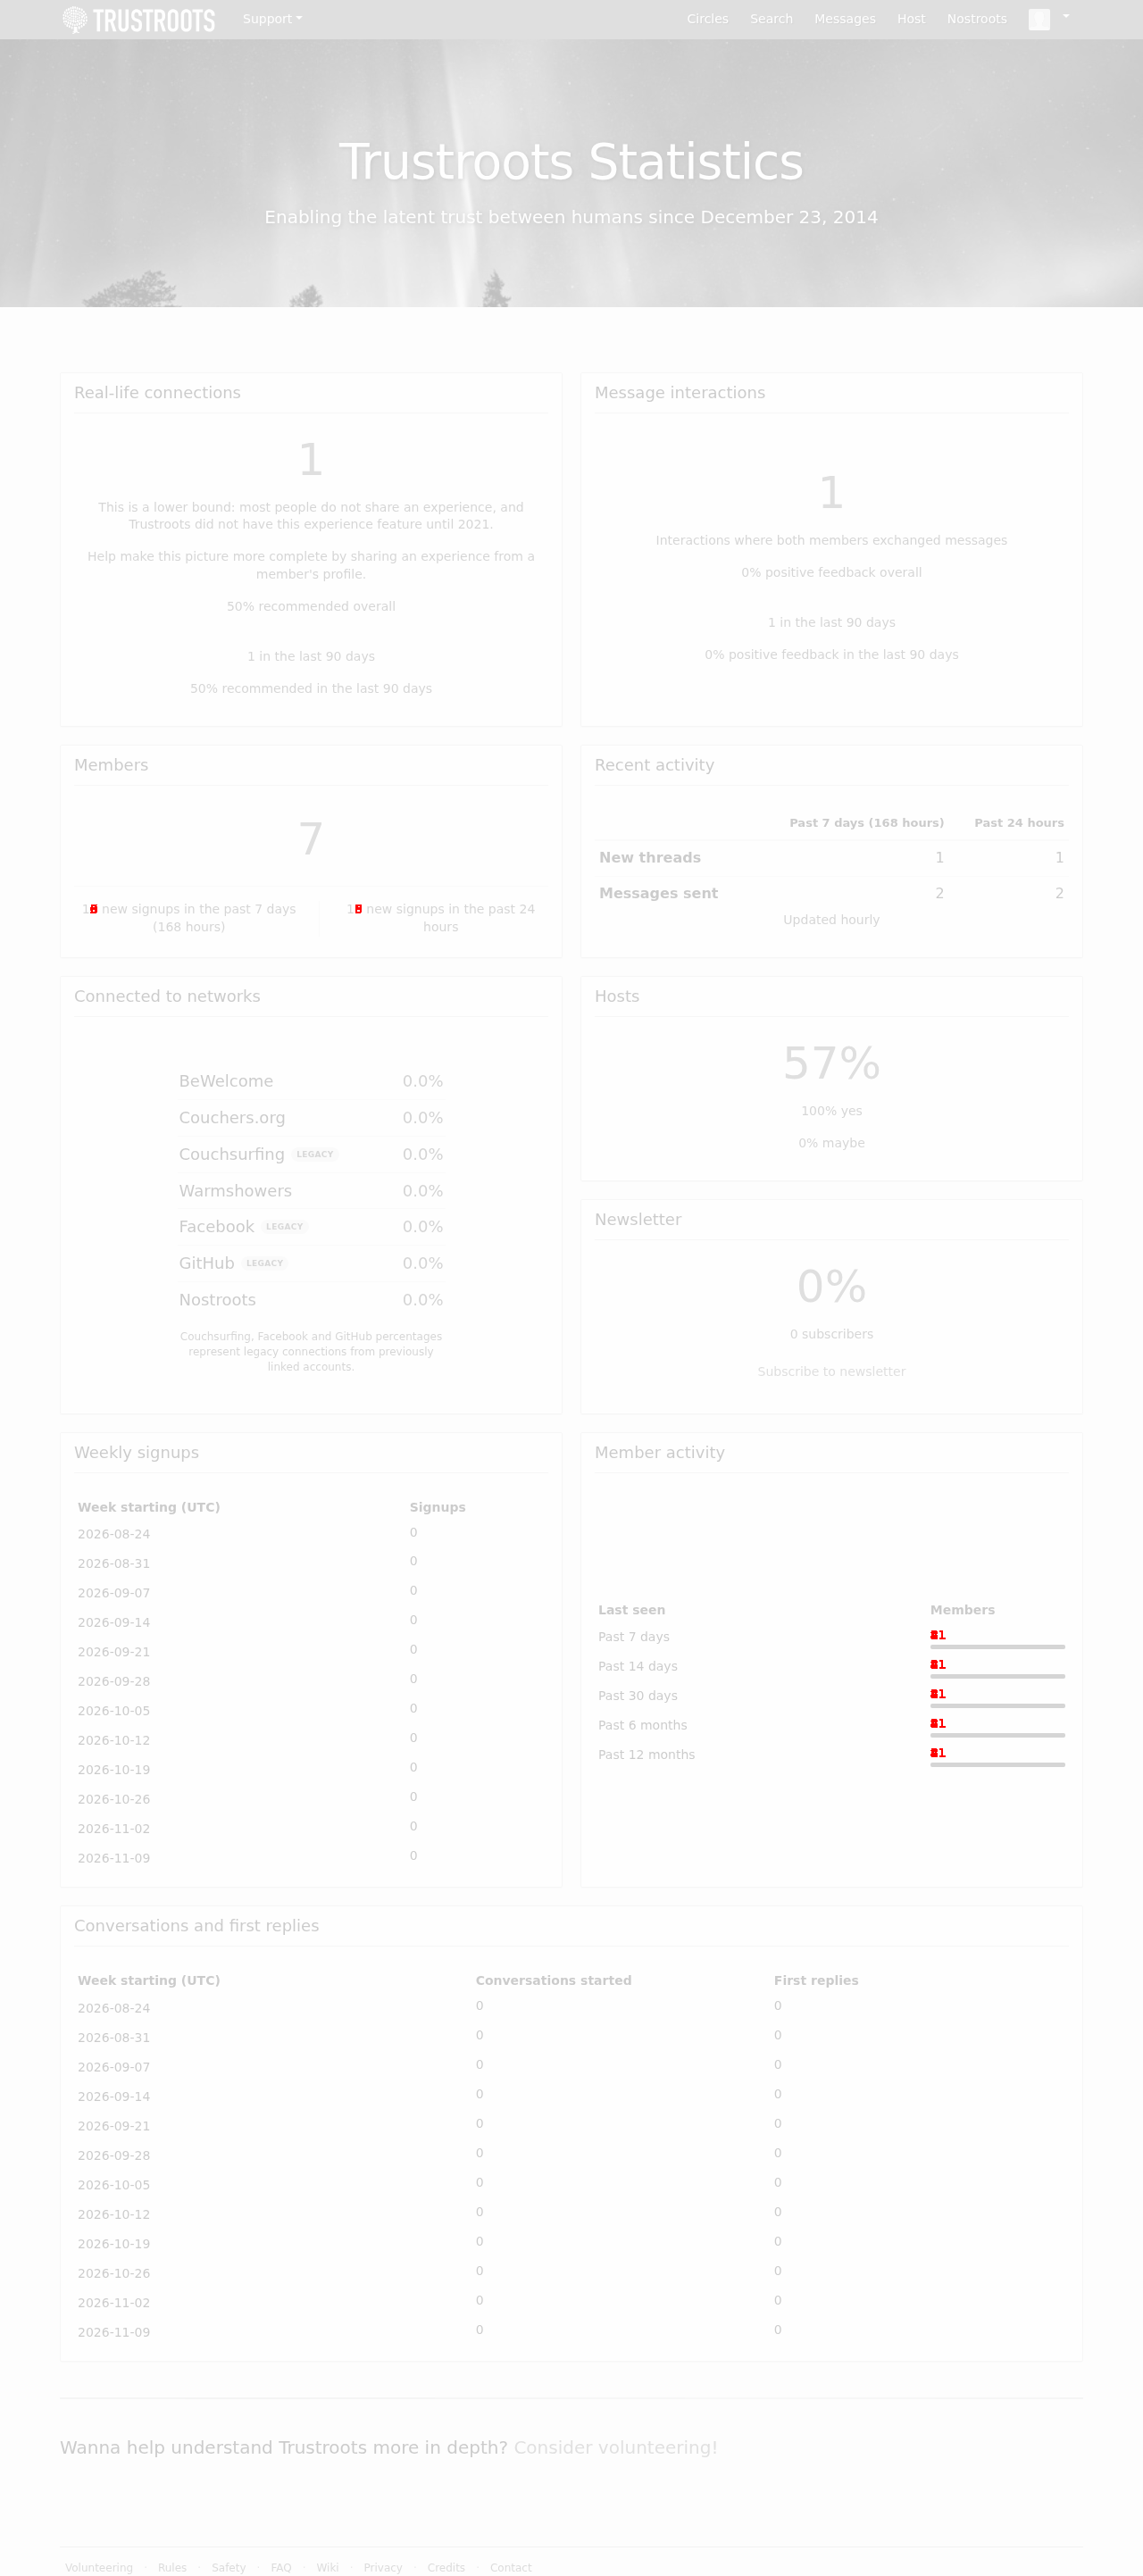 TRUSTROOTS Support Circles Search Messages Host Nostroots
Trustroots Statistics
Enabling the latent trust between humans since December 23, 2014
Real-life connections
1
This is a lower bound: most people do not share an experience, and
Trustroots did not have this experience feature until 2021.
Help make this picture more complete by sharing an experience from a
member's profile.
50% recommended overall
1 in the last 90 days
50% recommended in the last 90 days
Message interactions
1
Interactions where both members exchanged messages
0% positive feedback overall
1 in the last 90 days
0% positive feedback in the last 90 days
Members
7
new signups in the past 7 days
(168 hours)
new signups in the past 24
hours
Recent activity
Past 7 days (168 hours) Past 24 hours
New threads 1 1
Messages sent 2 2
Updated hourly
Connected to networks
BeWelcome 0.0%
Couchers.org 0.0%
Couchsurfing LEGACY 0.0%
Warmshowers 0.0%
Facebook LEGACY 0.0%
GitHub LEGACY 0.0%
Nostroots 0.0%
Couchsurfing, Facebook and GitHub percentages
represent legacy connections from previously
linked accounts.
Hosts
57%
100% yes
0% maybe
Newsletter
0%
0 subscribers
Subscribe to newsletter
Weekly signups
Week starting (UTC) Signups
2026-08-24 0
2026-08-31 0
2026-09-07 0
2026-09-14 0
2026-09-21 0
2026-09-28 0
2026-10-05 0
2026-10-12 0
2026-10-19 0
2026-10-26 0
2026-11-02 0
2026-11-09 0
Member activity
Last seen Members
Past 7 days
Past 14 days
Past 30 days
Past 6 months
Past 12 months
Conversations and first replies
Week starting (UTC) Conversations started First replies
2026-08-24 0 0
2026-08-31 0 0
2026-09-07 0 0
2026-09-14 0 0
2026-09-21 0 0
2026-09-28 0 0
2026-10-05 0 0
2026-10-12 0 0
2026-10-19 0 0
2026-10-26 0 0
2026-11-02 0 0
2026-11-09 0 0
Wanna help understand Trustroots more in depth? Consider volunteering!
Volunteering · Rules · Safety · FAQ · Wiki · Privacy · Credits · Contact